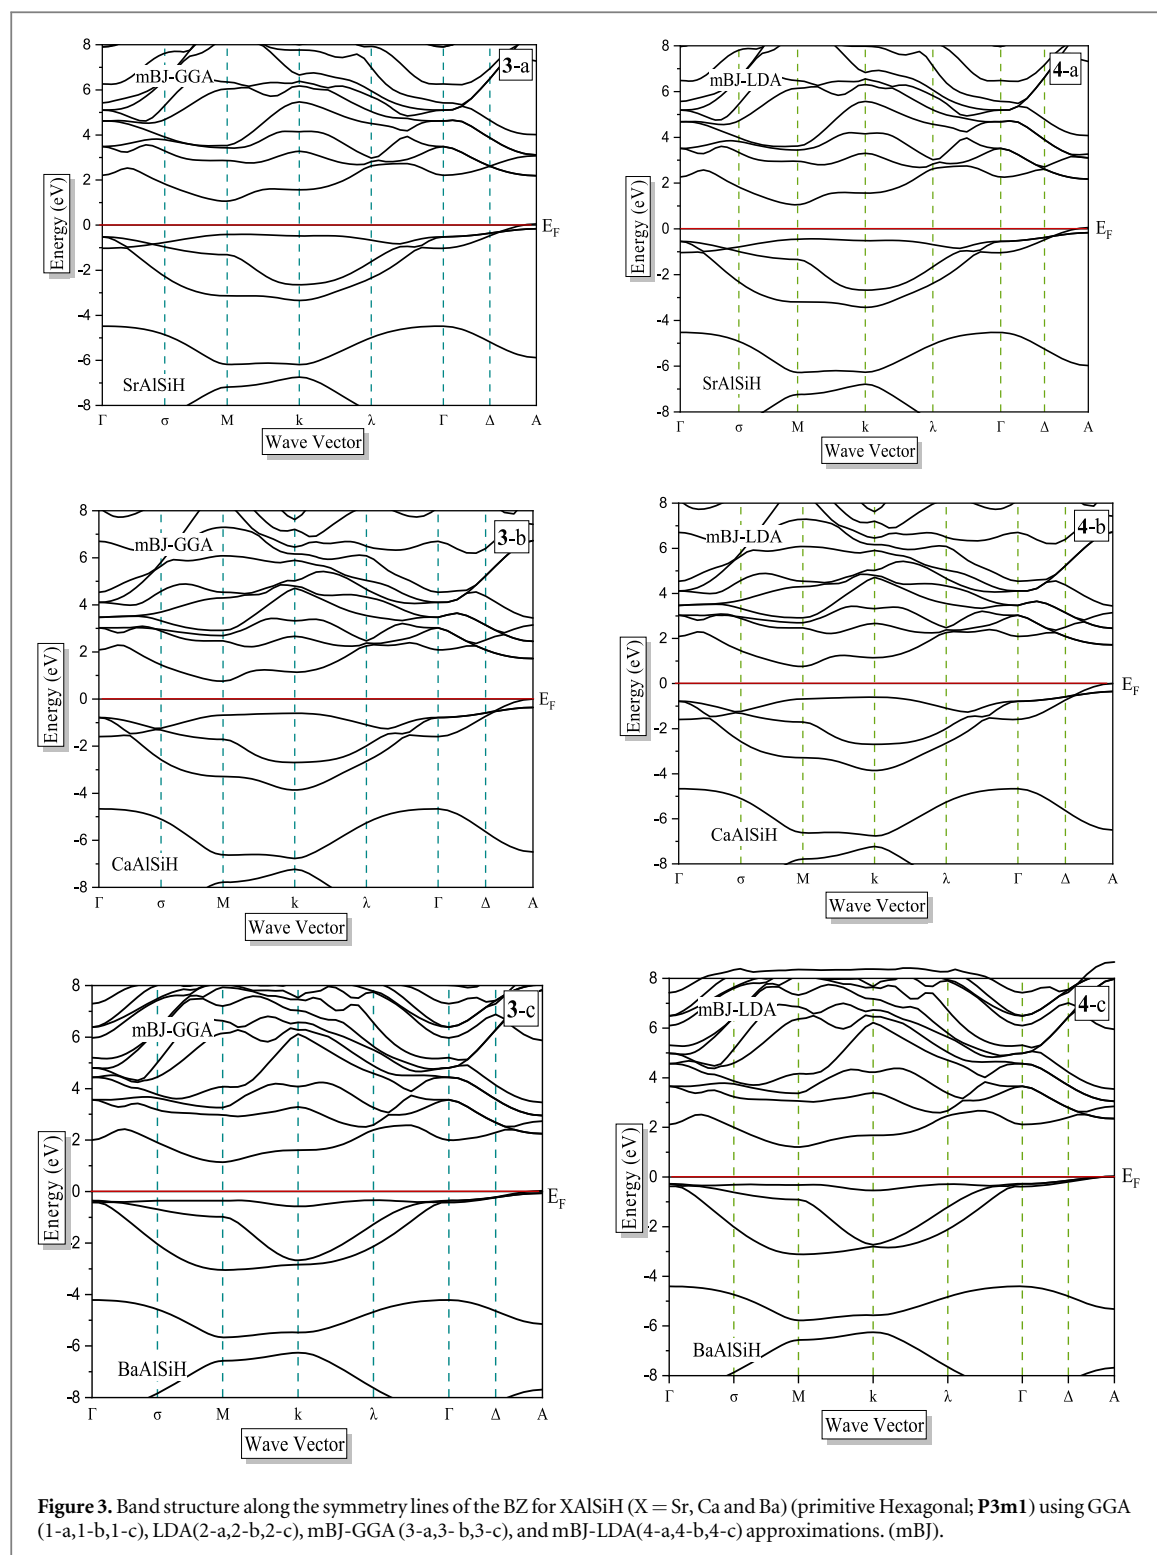 8
6
4
2
0
-2
-4
-6
-8
Energy (eV)
mBJ-GGA
3-a
E_F
SrAlSiH
Γ σ M k λ Γ Δ A
Wave Vector
8
6
4
2
0
-2
-4
-6
-8
Energy (eV)
mBJ-LDA
4-a
E_F
SrAlSiH
Γ σ M k λ Γ Δ A
Wave Vector
8
6
4
2
0
-2
-4
-6
-8
Energy (eV)
mBJ-GGA
3-b
E_F
CaAlSiH
Γ σ M k λ Γ Δ A
Wave Vector
8
6
4
2
0
-2
-4
-6
-8
Energy (eV)
mBJ-LDA
4-b
E_F
CaAlSiH
Γ σ M k λ Γ Δ A
Wave Vector
8
6
4
2
0
-2
-4
-6
-8
Energy (eV)
mBJ-GGA
3-c
E_F
BaAlSiH
Γ σ M k λ Γ Δ A
Wave Vector
8
6
4
2
0
-2
-4
-6
-8
Energy (eV)
mBJ-LDA
4-c
E_F
BaAlSiH
Γ σ M k λ Γ Δ A
Wave Vector
Figure 3. Band structure along the symmetry lines of the BZ for XAlSiH (X = Sr, Ca and Ba) (primitive Hexagonal; P3m1) using GGA
(1-a,1-b,1-c), LDA(2-a,2-b,2-c), mBJ-GGA (3-a,3- b,3-c), and mBJ-LDA(4-a,4-b,4-c) approximations. (mBJ).